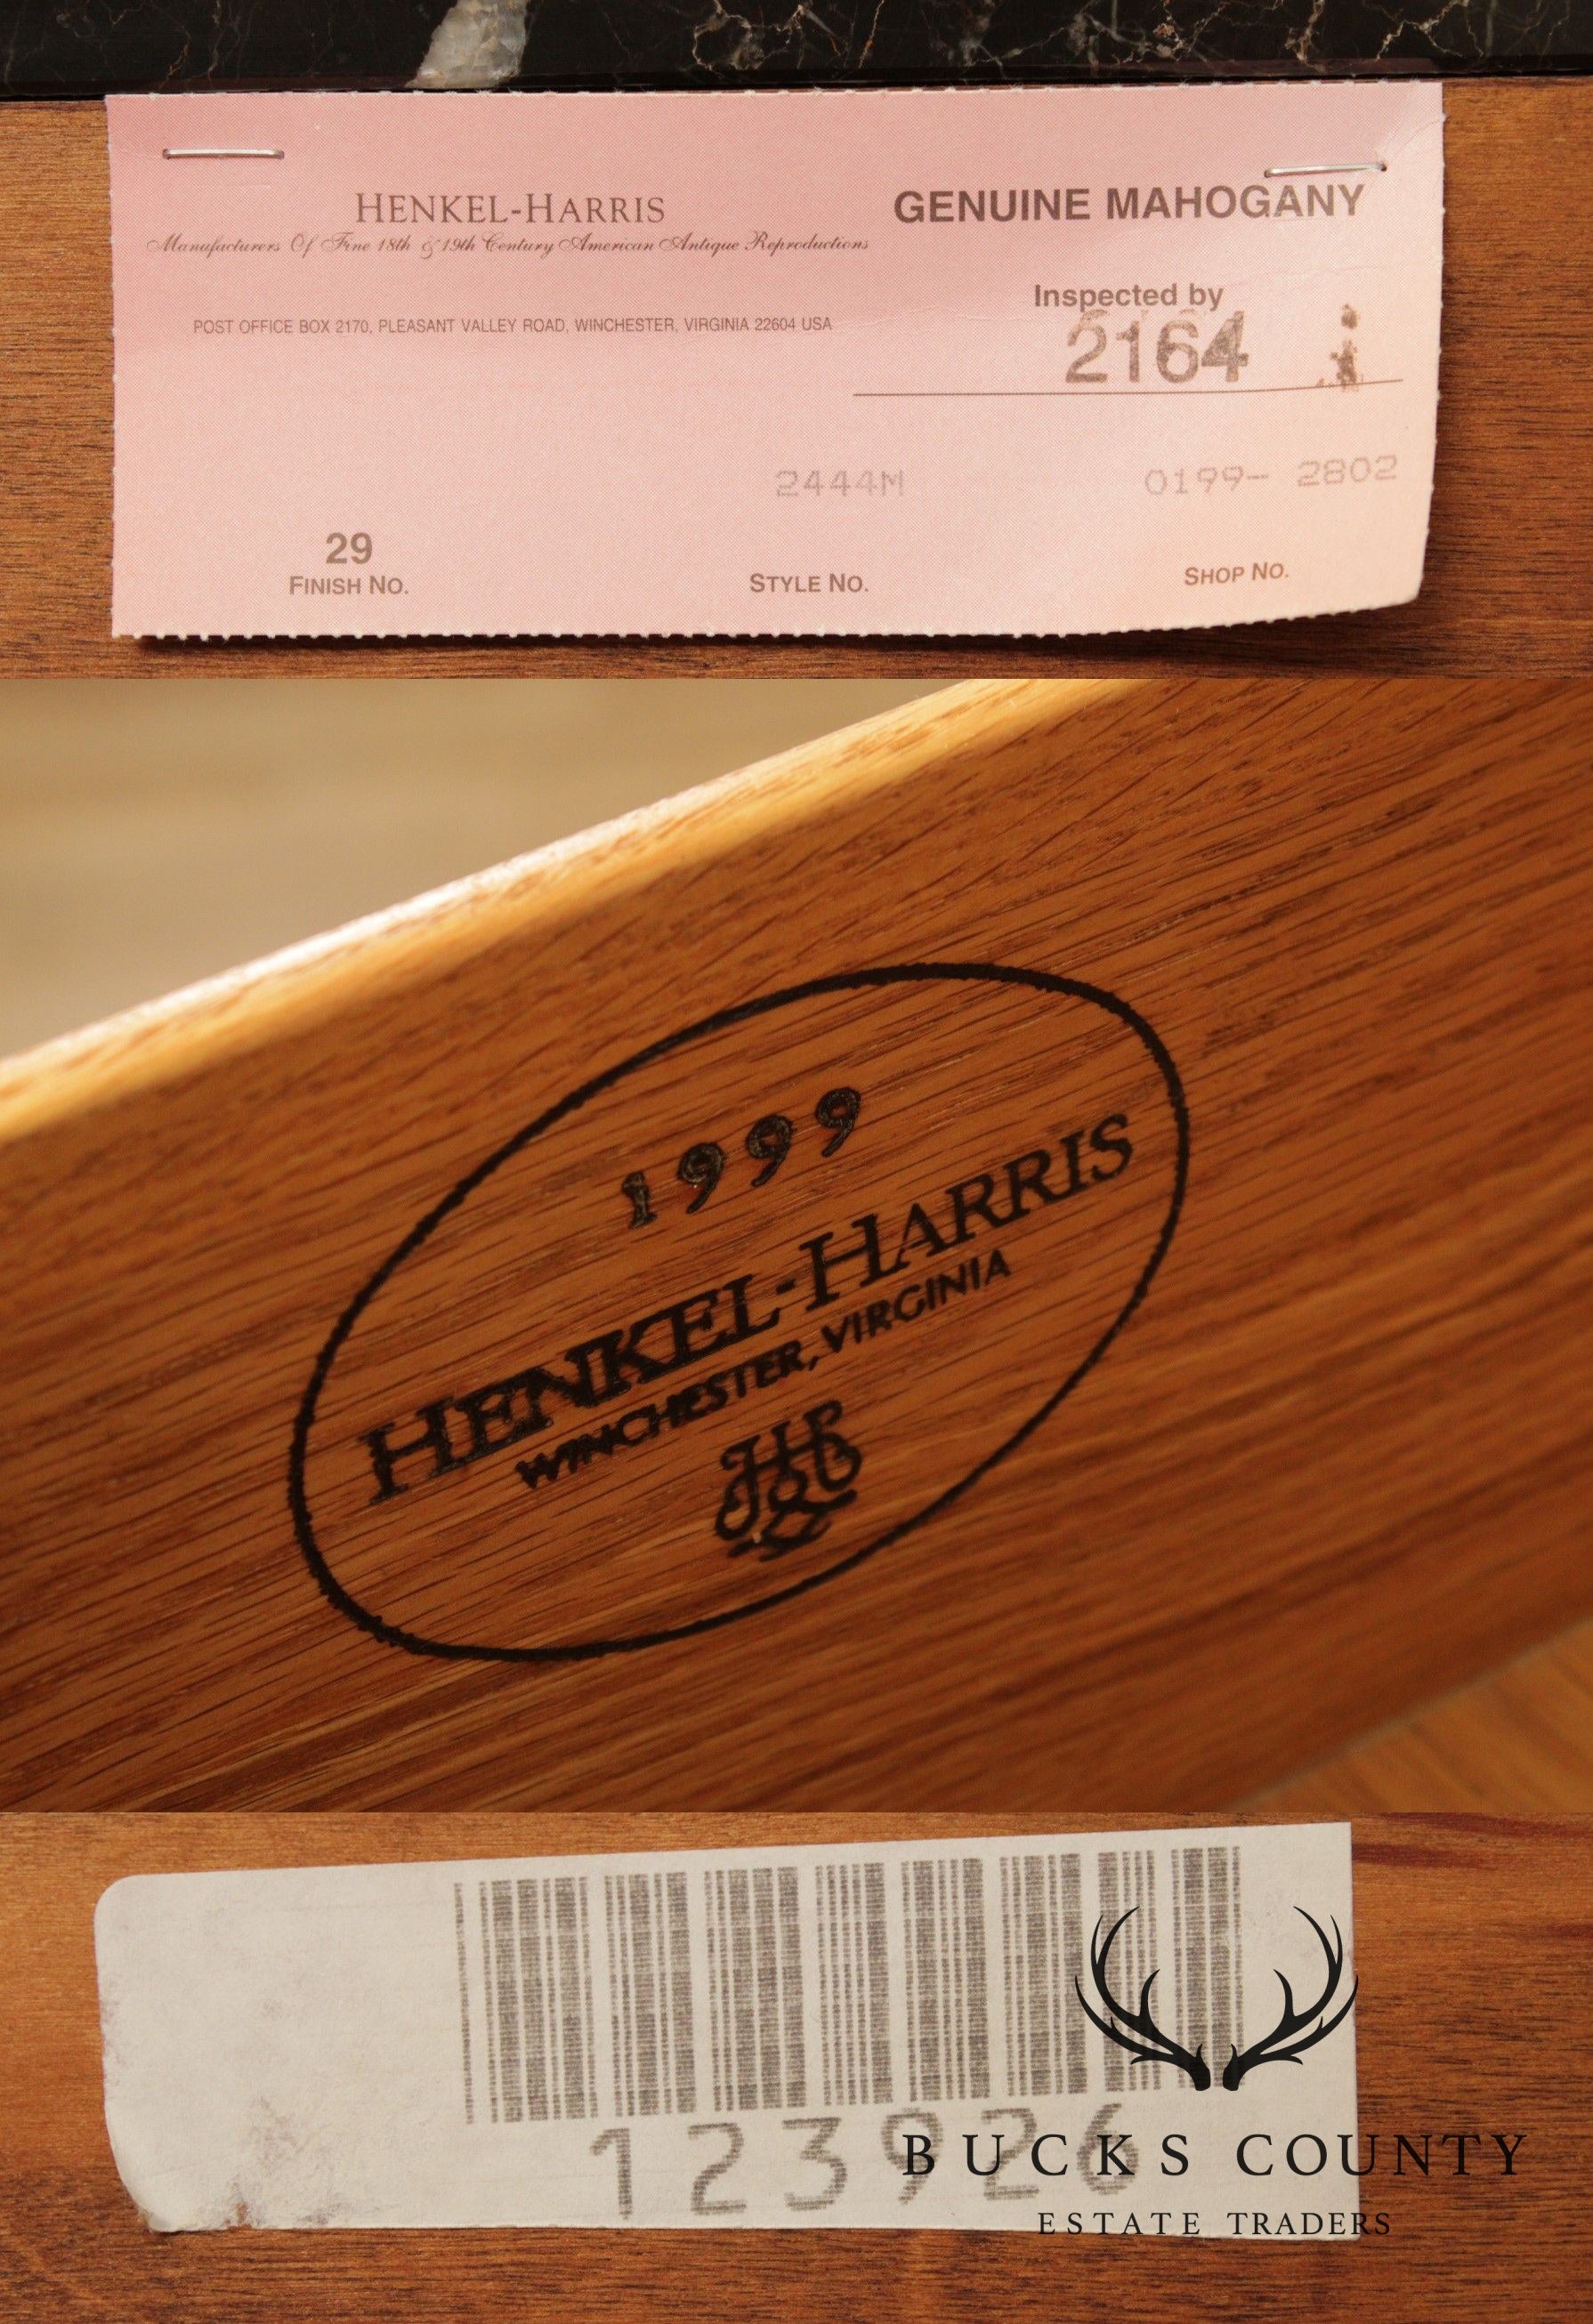 HENKEL-HARRIS
Manufacturers Of Fine 18th & 19th Century American Antique Reproductions
POST OFFICE BOX 2170, PLEASANT VALLEY ROAD, WINCHESTER, VIRGINIA 22604 USA
GENUINE MAHOGANY
Inspected by
2164
2444M
0199- 2802
29
FINISH NO.
STYLE NO.
SHOP NO.
1999
HENKEL-HARRIS
WINCHESTER, VIRGINIA
123926
BUCKS COUNTY
ESTATE TRADERS